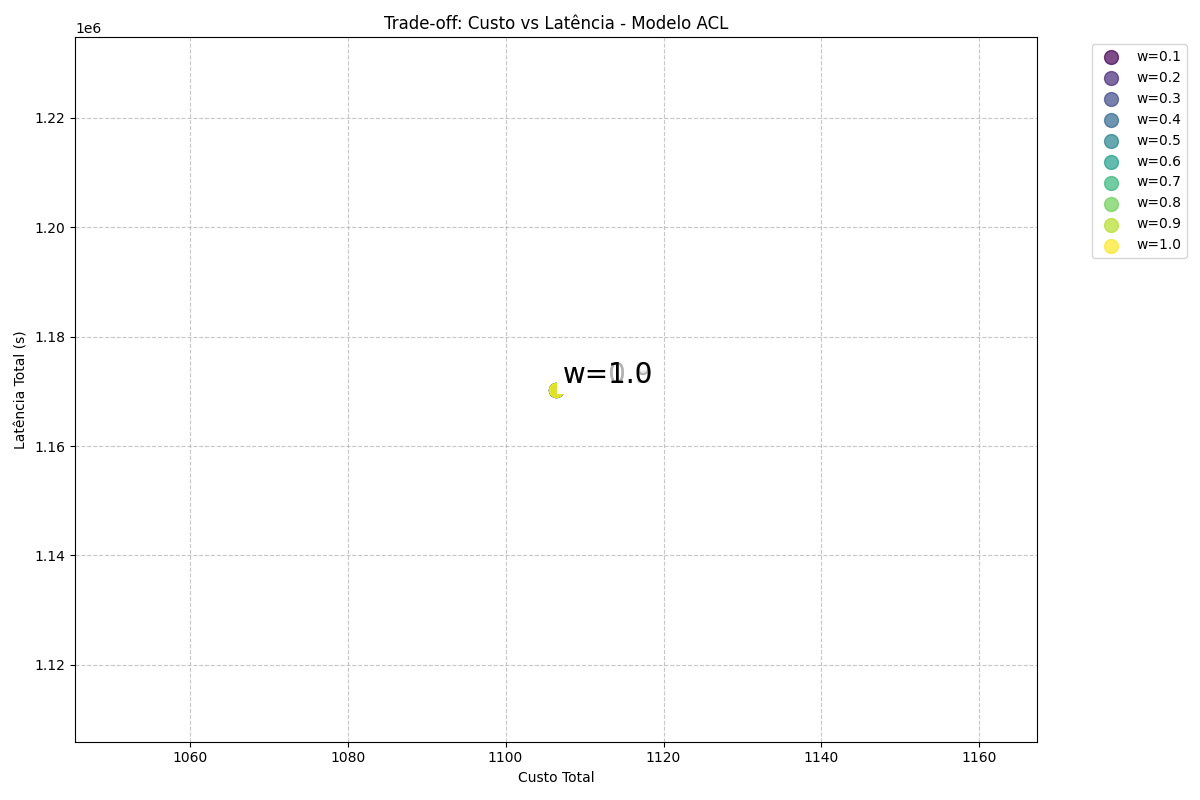 Trade-off: Custo vs Latência - Modelo ACL
1e6
1.22
1.20
1.18
1.16
1.14
1.12
Latência Total (s)
w=1.0
1060
1080
1100
1120
1140
1160
Custo Total
w=0.1
w=0.2
w=0.3
w=0.4
w=0.5
w=0.6
w=0.7
w=0.8
w=0.9
w=1.0